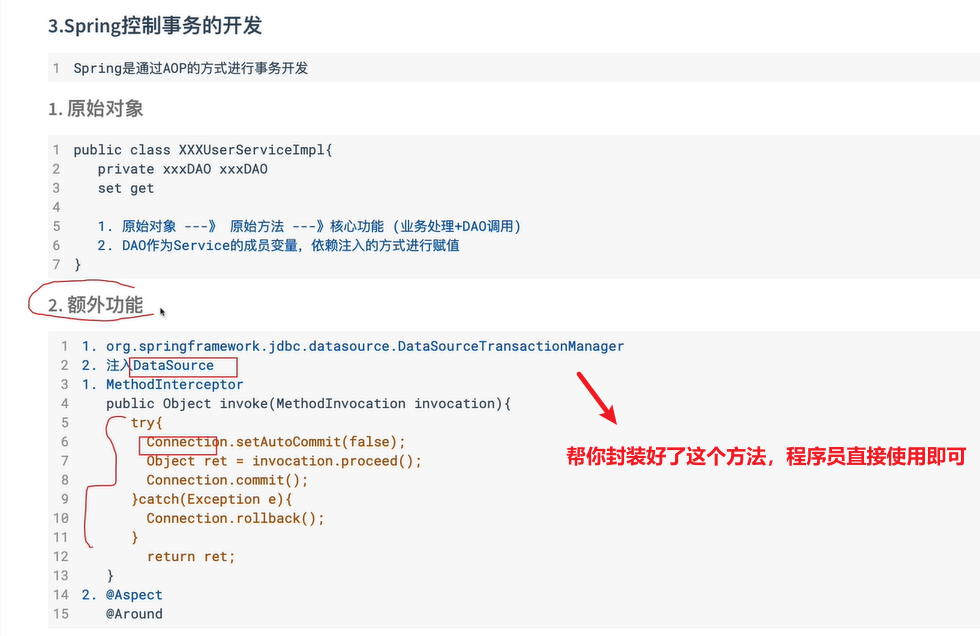 3.Spring控制事务的开发
1 Spring是通过AOP的方式进行事务开发
1. 原始对象
1 public class XXXUserServiceImpl{
2 private xxxDAO xxxDAO
3 set get
4
5 1. 原始对象 ---》 原始方法 ---》核心功能 (业务处理+DAO调用)
6 2. DAO作为Service的成员变量，依赖注入的方式进行赋值
7 }
2. 额外功能
1 1. org.springframework.jdbc.datasource.DataSourceTransactionManager
2 2. 注入DataSource
3 1. MethodInterceptor
4 public Object invoke(MethodInvocation invocation){
5 try{
6 Connection.setAutoCommit(false);
7 Object ret = invocation.proceed();
8 Connection.commit();
9 }catch(Exception e){
10 Connection.rollback();
11 }
12 return ret;
13 }
14 2. @Aspect
15 @Around
帮你封装好了这个方法，程序员直接使用即可